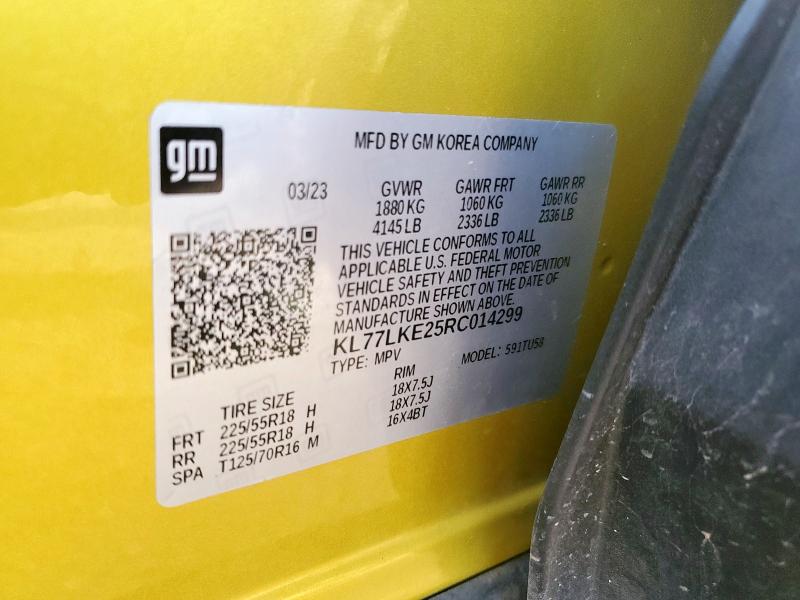 gm
MFD BY GM KOREA COMPANY
03/23 GVWR GAWR FRT GAWR RR
1880 KG 1060 KG 1060 KG
4145 LB 2336 LB 2336 LB
THIS VEHICLE CONFORMS TO ALL
APPLICABLE U.S. FEDERAL MOTOR
VEHICLE SAFETY AND THEFT PREVENTION
STANDARDS IN EFFECT ON THE DATE OF
MANUFACTURE SHOWN ABOVE.
KL77LKE25RC014299
TYPE: MPV MODEL: 591TU58
TIRE SIZE RIM
FRT 225/55R18 H 18X7.5J
RR 225/55R18 H 18X7.5J
SPA T125/70R16 M 16X4BT